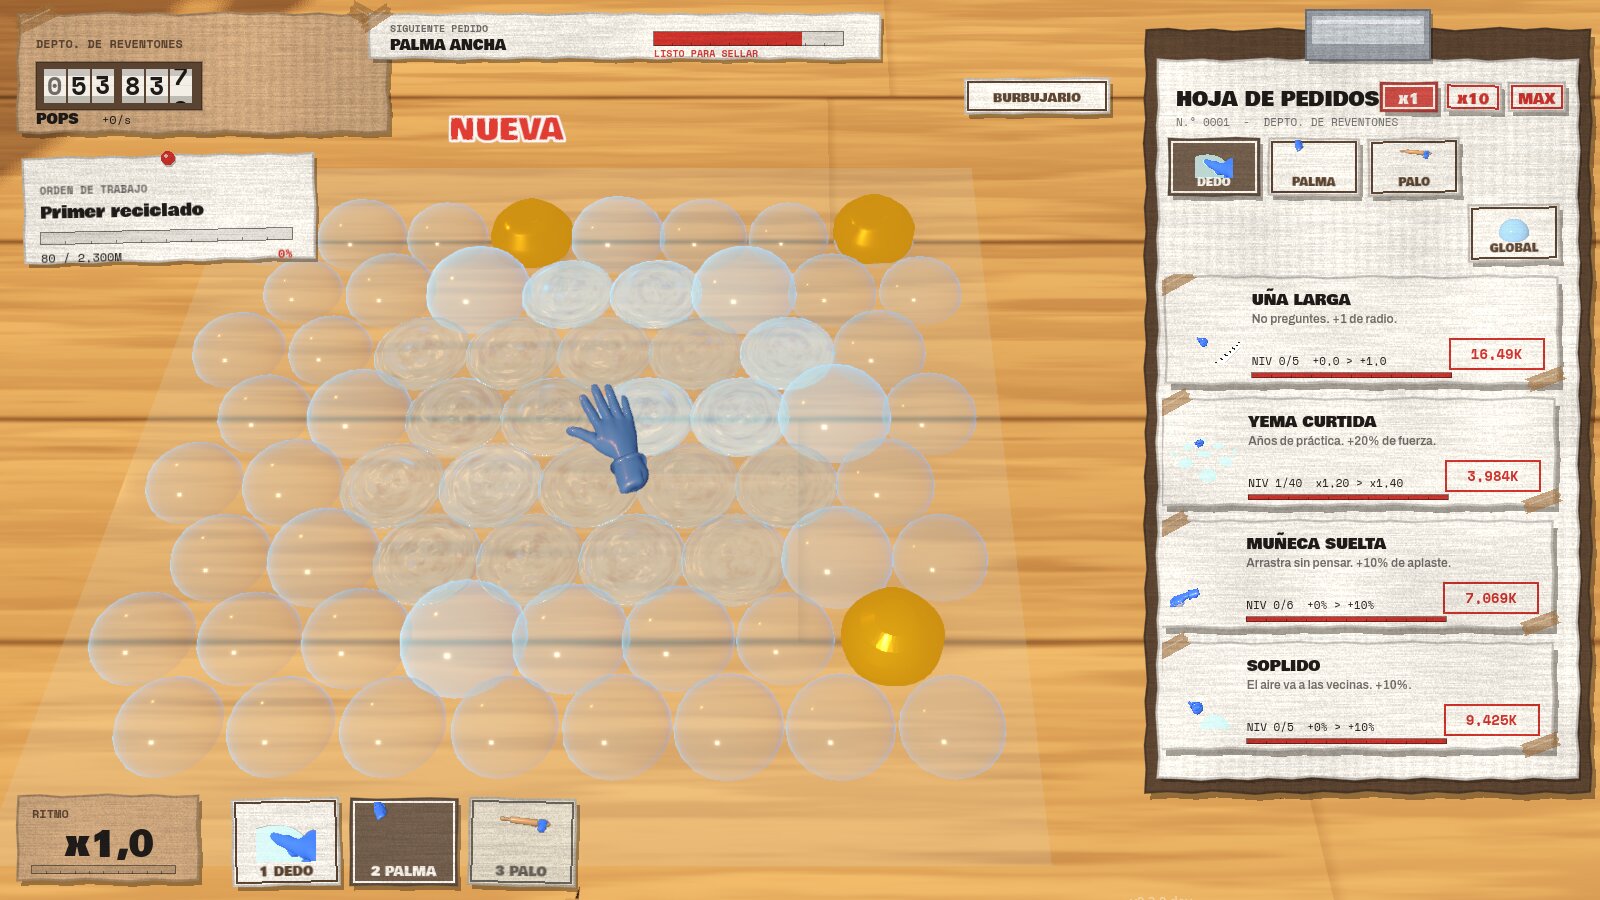 DEPTO. DE REVENTONES
053837
POPS +0/s
SIGUIENTE PEDIDO
PALMA ANCHA
LISTO PARA SELLAR
NUEVA
BURBUJARIO
ORDEN DE TRABAJO
Primer reciclado
80 / 2,300M 0%
HOJA DE PEDIDOS x1 x10 MAX
N.° 0001 - DEPTO. DE REVENTONES
DEDO PALMA PALO
GLOBAL
UÑA LARGA
No preguntes. +1 de radio.
NIV 0/5 +0,0 > +1,0
16,49K
YEMA CURTIDA
Años de práctica. +20% de fuerza.
NIV 1/40 x1,20 > x1,40
3,984K
MUÑECA SUELTA
Arrastra sin pensar. +10% de aplaste.
NIV 0/6 +0% > +10%
7,069K
SOPLIDO
El aire va a las vecinas. +10%.
NIV 0/5 +0% > +10%
9,425K
RITMO
x1,0
1 DEDO 2 PALMA 3 PALO